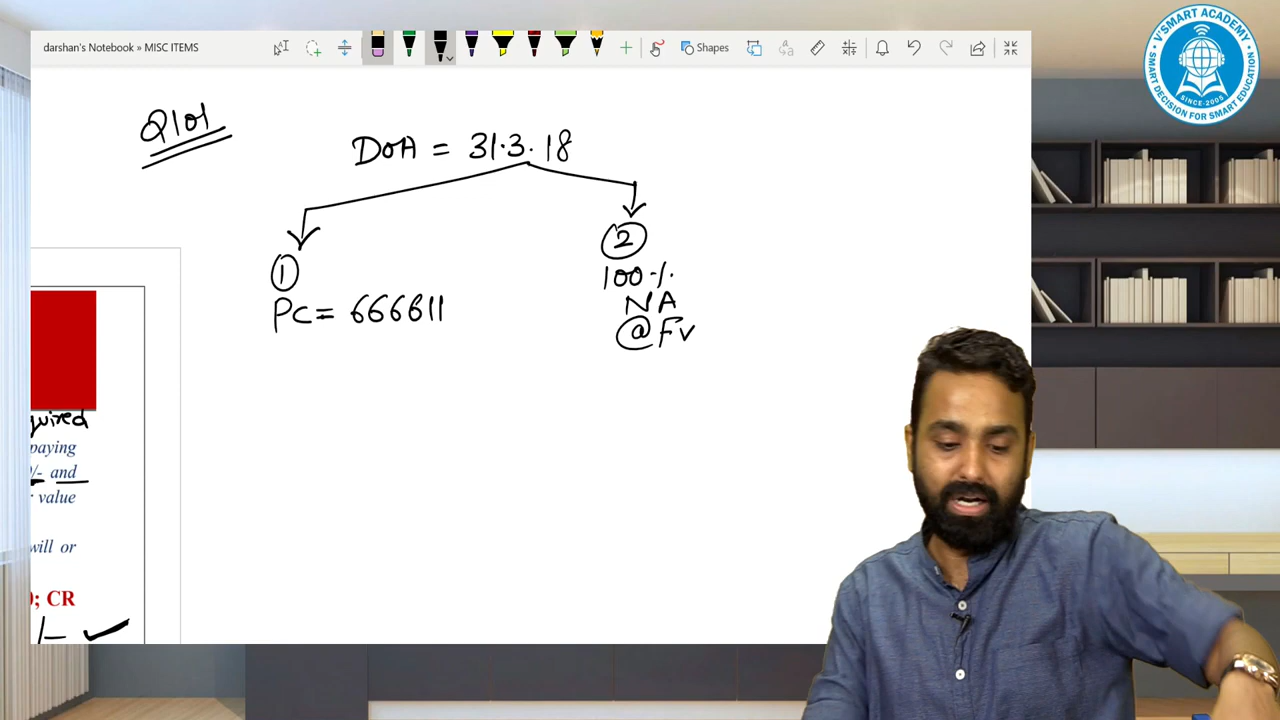 darshan's Notebook » MISC ITEMS
Shapes
V'SMART ACADEMY
SMART DECISION FOR SMART EDUCATION
SINCE-2005
Q101
DOA = 31.3.18
1
2
PC = 666611
100%
NA
@FV
paying
/- and
value
will or
; CR
/-